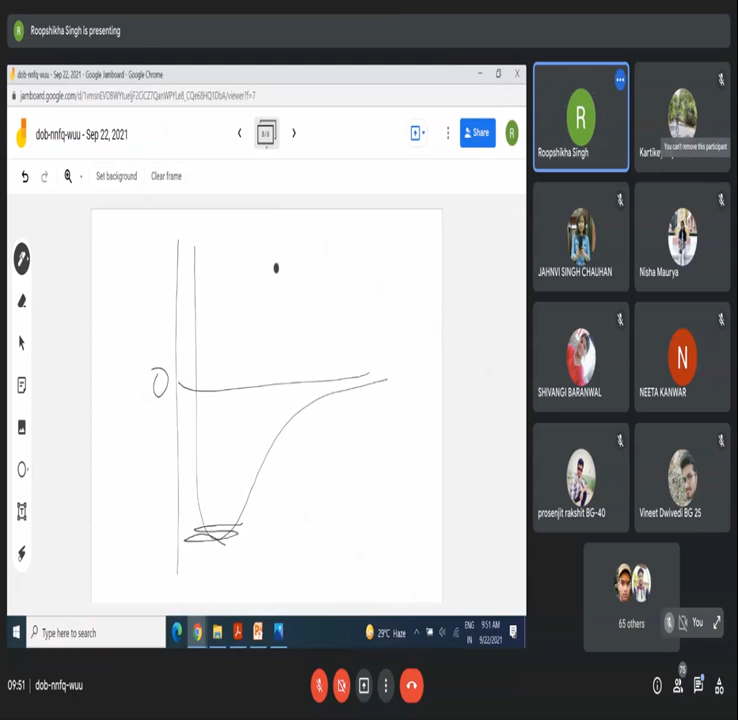 R Roopshikha Singh is presenting
dob-nnfq-wuu - Sep 22, 2021 - Google Jamboard - Google Chrome
dob-nnfq-wuu - Sep 22, 2021
8/8
Share
R
Set background
Clear frame
0
R
Roopshikha Singh
You can't remove this participant
JAHNVI SINGH CHAUHAN
Nisha Maurya
SHIVANGI BARANWAL
N
NEETA KANWAR
prosenjit rakshit BG-40
Vineet Dwivedi BG 25
65 others
You
Type here to search
29°C Haze
ENG
IN
9:51 AM
9/22/2021
09:51 | dob-nnfq-wuu